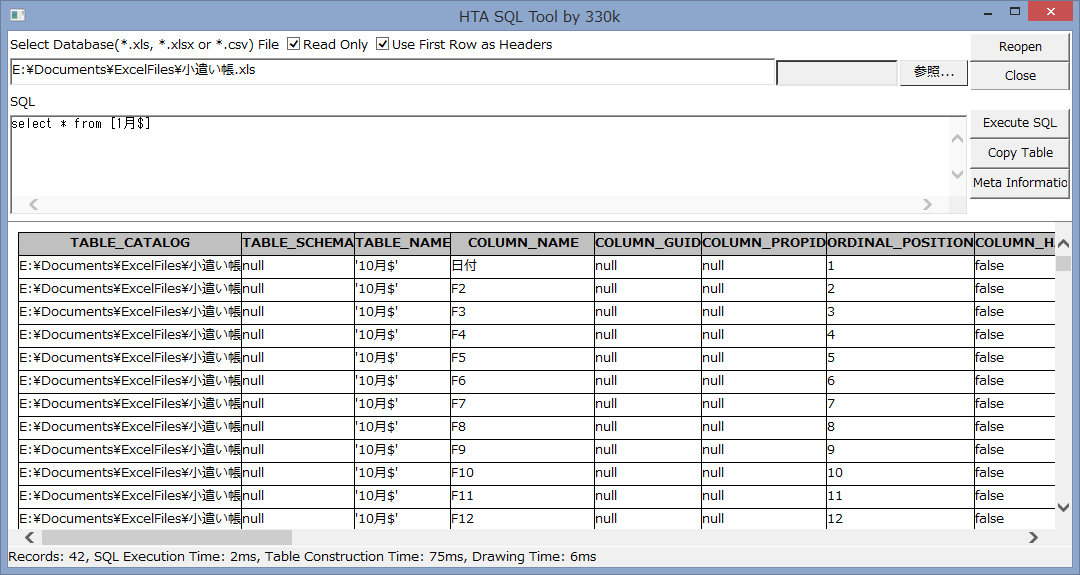 HTA SQL Tool by 330k
Select Database(*.xls, *.xlsx or *.csv) File Read Only Use First Row as Headers
Reopen
E:¥Documents¥ExcelFiles¥小遣い帳.xls 参照...
Close
SQL
select * from [1月$]
Execute SQL
Copy Table
Meta Informatio
TABLE_CATALOG TABLE_SCHEMA TABLE_NAME COLUMN_NAME COLUMN_GUID COLUMN_PROPID ORDINAL_POSITION COLUMN_H
E:¥Documents¥ExcelFiles¥小遣い帳 null '10月$' 日付 null null 1 false
E:¥Documents¥ExcelFiles¥小遣い帳 null '10月$' F2 null null 2 false
E:¥Documents¥ExcelFiles¥小遣い帳 null '10月$' F3 null null 3 false
E:¥Documents¥ExcelFiles¥小遣い帳 null '10月$' F4 null null 4 false
E:¥Documents¥ExcelFiles¥小遣い帳 null '10月$' F5 null null 5 false
E:¥Documents¥ExcelFiles¥小遣い帳 null '10月$' F6 null null 6 false
E:¥Documents¥ExcelFiles¥小遣い帳 null '10月$' F7 null null 7 false
E:¥Documents¥ExcelFiles¥小遣い帳 null '10月$' F8 null null 8 false
E:¥Documents¥ExcelFiles¥小遣い帳 null '10月$' F9 null null 9 false
E:¥Documents¥ExcelFiles¥小遣い帳 null '10月$' F10 null null 10 false
E:¥Documents¥ExcelFiles¥小遣い帳 null '10月$' F11 null null 11 false
E:¥Documents¥ExcelFiles¥小遣い帳 null '10月$' F12 null null 12 false
Records: 42, SQL Execution Time: 2ms, Table Construction Time: 75ms, Drawing Time: 6ms